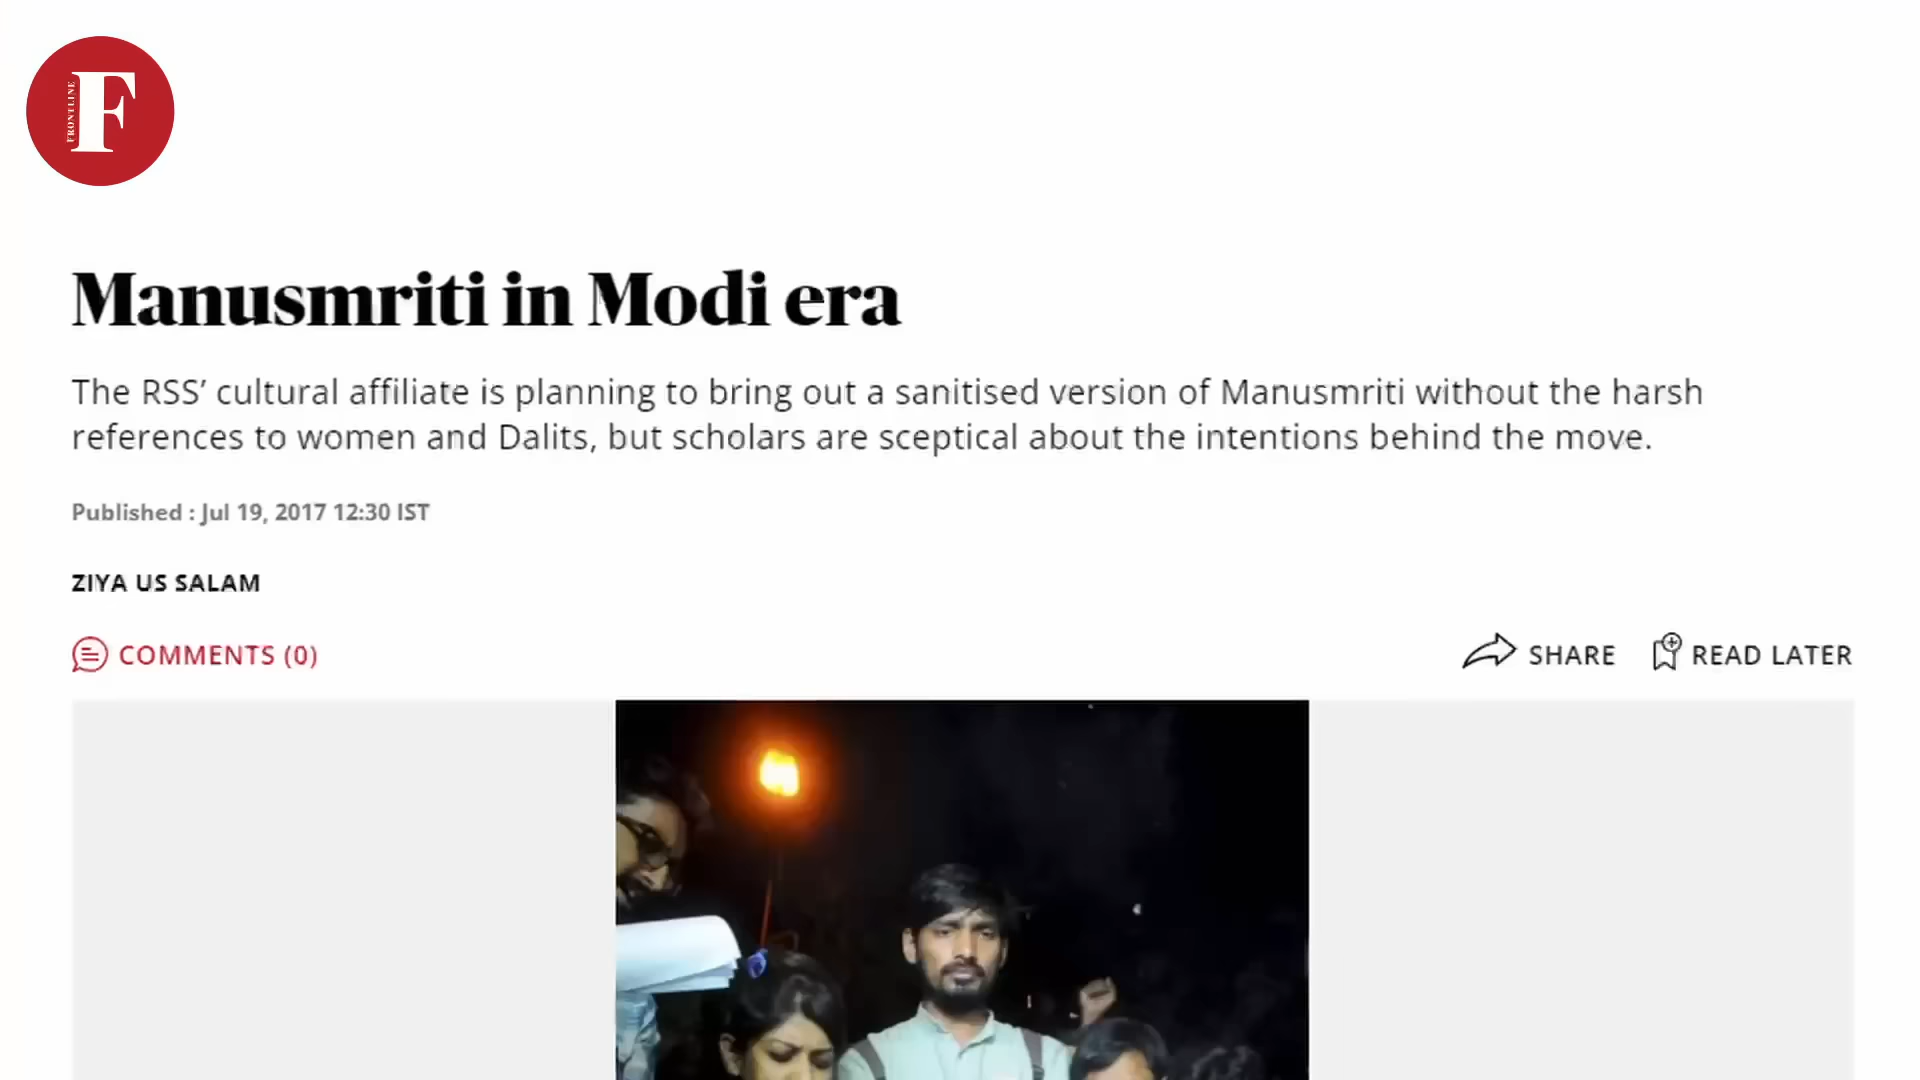 FRONTLINE
F
Manusmriti in Modi era
The RSS’ cultural affiliate is planning to bring out a sanitised version of Manusmriti without the harsh
references to women and Dalits, but scholars are sceptical about the intentions behind the move.
Published : Jul 19, 2017 12:30 IST
ZIYA US SALAM
COMMENTS (0)
SHARE
READ LATER